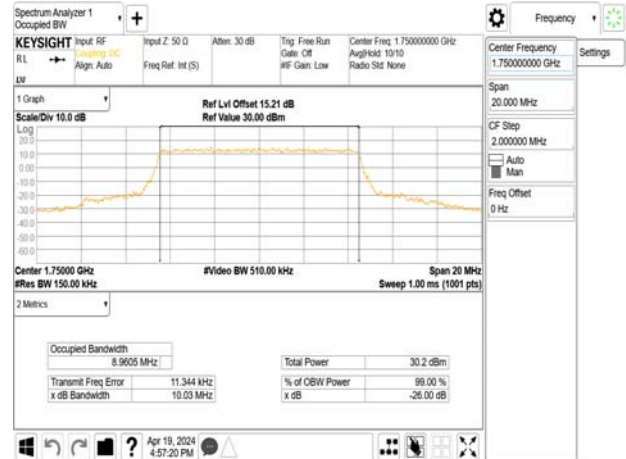 Spectrum Analyzer 1
Occupied BW
+
Frequency
KEYSIGHT
Input: RF
Coupling: DC
Align: Auto
Input Z: 50 Ω
Freq Ref: Int (S)
Atten: 30 dB
Trig: Free Run
Gate: Off
#IF Gain: Low
Center Freq: 1.750000000 GHz
Avg|Hold: 10/10
Radio Std: None
RL
Center Frequency
1.750000000 GHz
Settings
Span
20.000 MHz
CF Step
2.000000 MHz
Auto
Man
Freq Offset
0 Hz
1 Graph
Scale/Div 10.0 dB
Ref Lvl Offset 15.21 dB
Ref Value 30.00 dBm
Log
20.0
10.0
0.00
-10.0
-20.0
-30.0
-40.0
-50.0
-60.0
Center 1.75000 GHz
#Res BW 150.00 kHz
#Video BW 510.00 kHz
Span 20 MHz
Sweep 1.00 ms (1001 pts)
2 Metrics
Occupied Bandwidth
8.9605 MHz
Total Power 30.2 dBm
Transmit Freq Error 11.344 kHz
% of OBW Power 99.00 %
x dB Bandwidth 10.03 MHz
x dB -26.00 dB
?
Apr 19, 2024
4:57:20 PM